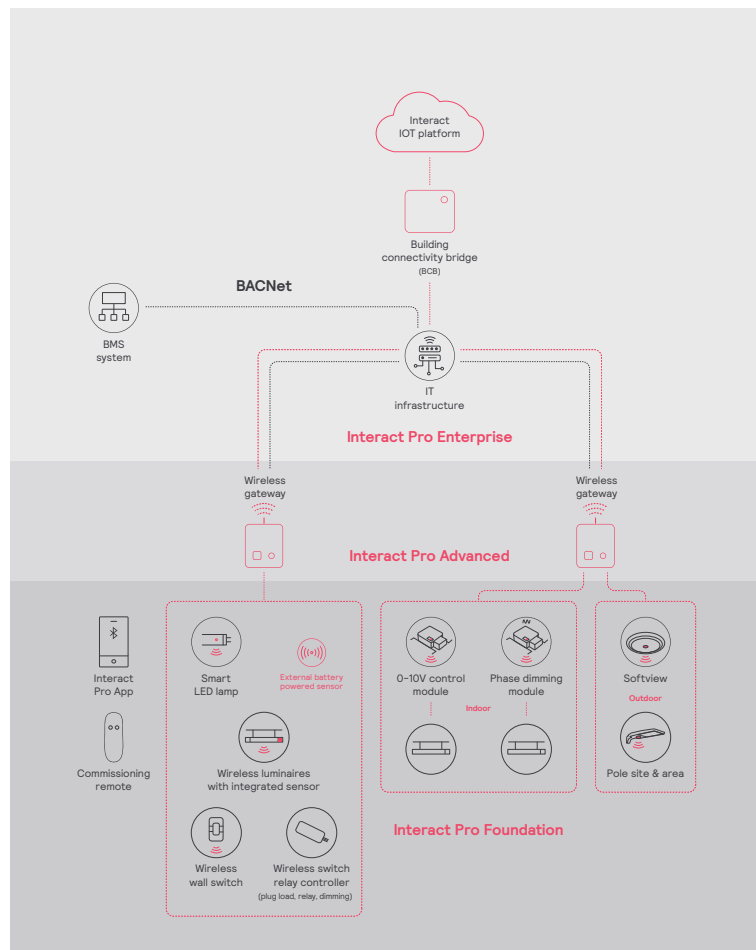 Interact
IOT platform
Building
connectivity bridge
(BCB)
BACNet
BMS
system
IT
infrastructure
Interact Pro Enterprise
Wireless
gateway
Wireless
gateway
Interact Pro Advanced
Interact
Pro App
Smart
LED lamp
External battery
powered sensor
0-10V control
module
Phase dimming
module
Indoor
Softview
Outdoor
Commissioning
remote
Wireless luminaires
with integrated sensor
Pole site & area
Interact Pro Foundation
Wireless
wall switch
Wireless switch
relay controller
(plug load, relay, dimming)